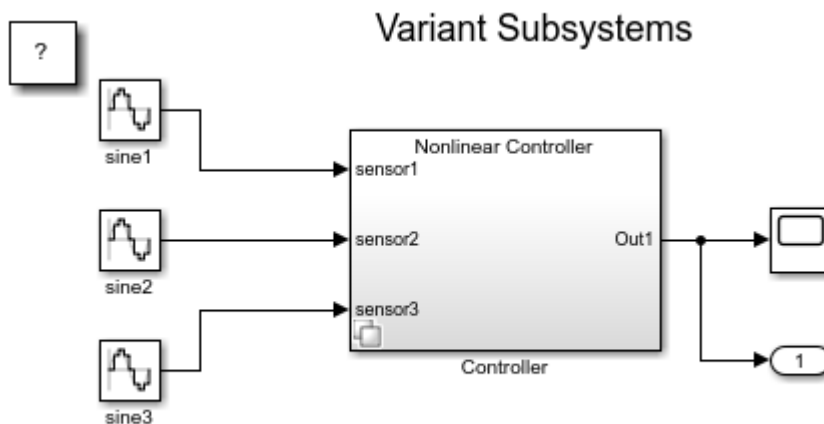 Variant Subsystems
?
sine1
Nonlinear Controller
sensor1
sensor2
Out1
sine2
sensor3
1
Controller
sine3